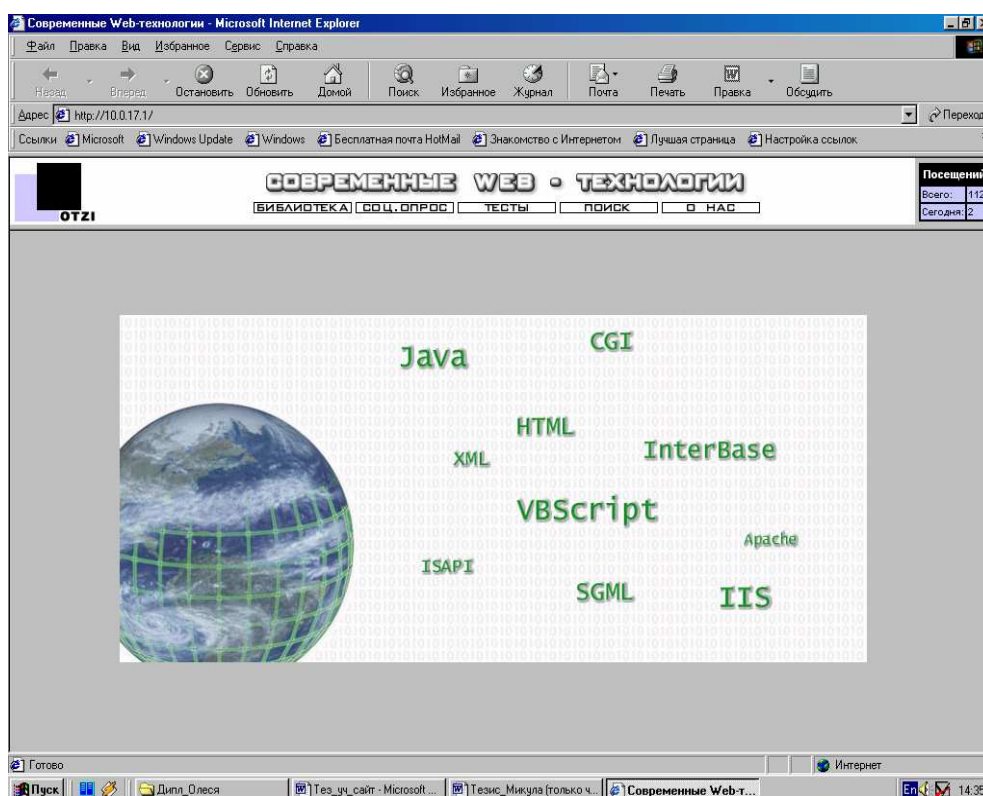 Современные Web-технологии - Microsoft Internet Explorer
Файл Правка Вид Избранное Сервис Справка
Назад Вперед Остановить Обновить Домой Поиск Избранное Журнал Почта Печать Правка Обсудить
Адрес http://10.0.17.1/ Переход
Ссылки Microsoft Windows Update Windows Бесплатная почта HotMail Знакомство с Интернетом Лучшая страница Настройка ссылок
OTZI
СОВРЕМЕННЫЕ WEB - ТЕХНОЛОГИИ
БИБЛИОТЕКА СОЦ.ОПРОС ТЕСТЫ ПОИСК О НАС
Посещений
Всего: 112
Сегодня: 2
CGI
Java
HTML
InterBase
XML
VBScript
Apache
ISAPI
SGML
IIS
Готово Интернет
Пуск Дипл_Олеся Тез_уч_сайт - Microsoft ... Тезис_Микула (только ч... Современные Web-т... En 14:35